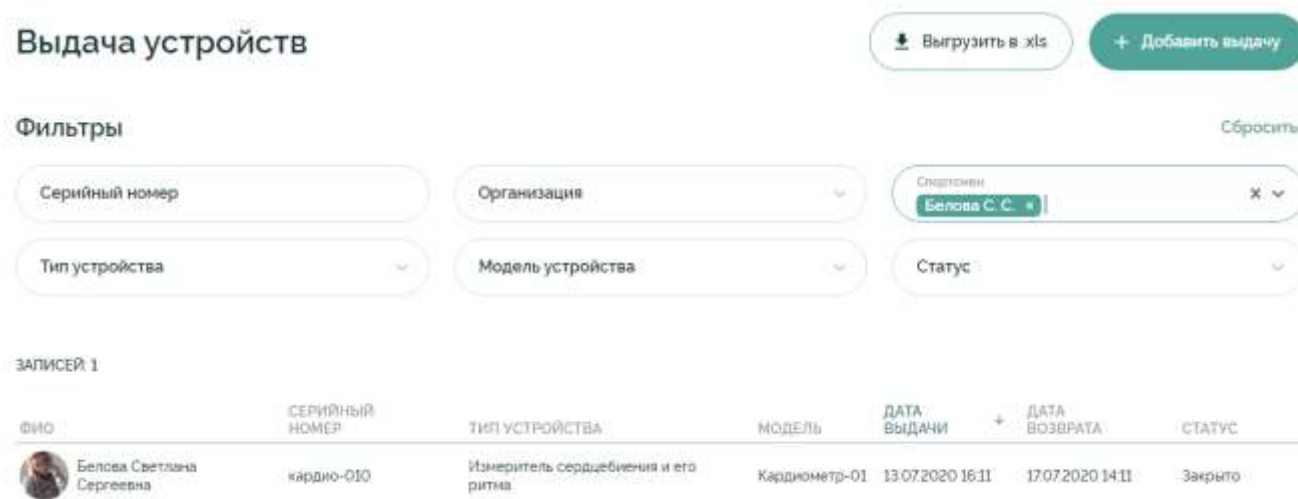 Выдача устройств
Выгрузить в .xls
+ Добавить выдачу
Фильтры
Сбросить
Серийный номер
Организация
Спортсмен
Белова С. С. ×
Тип устройства
Модель устройства
Статус
ЗАПИСЕЙ: 1
ФИО
СЕРИЙНЫЙ
НОМЕР
ТИП УСТРОЙСТВА
МОДЕЛЬ
ДАТА
ВЫДАЧИ
ДАТА
ВОЗВРАТА
СТАТУС
Белова Светлана
Сергеевна
кардио-010
Измеритель сердцебиения и его
ритма
Кардиометр-01
13.07.2020 16:11
17.07.2020 14:11
Закрыто